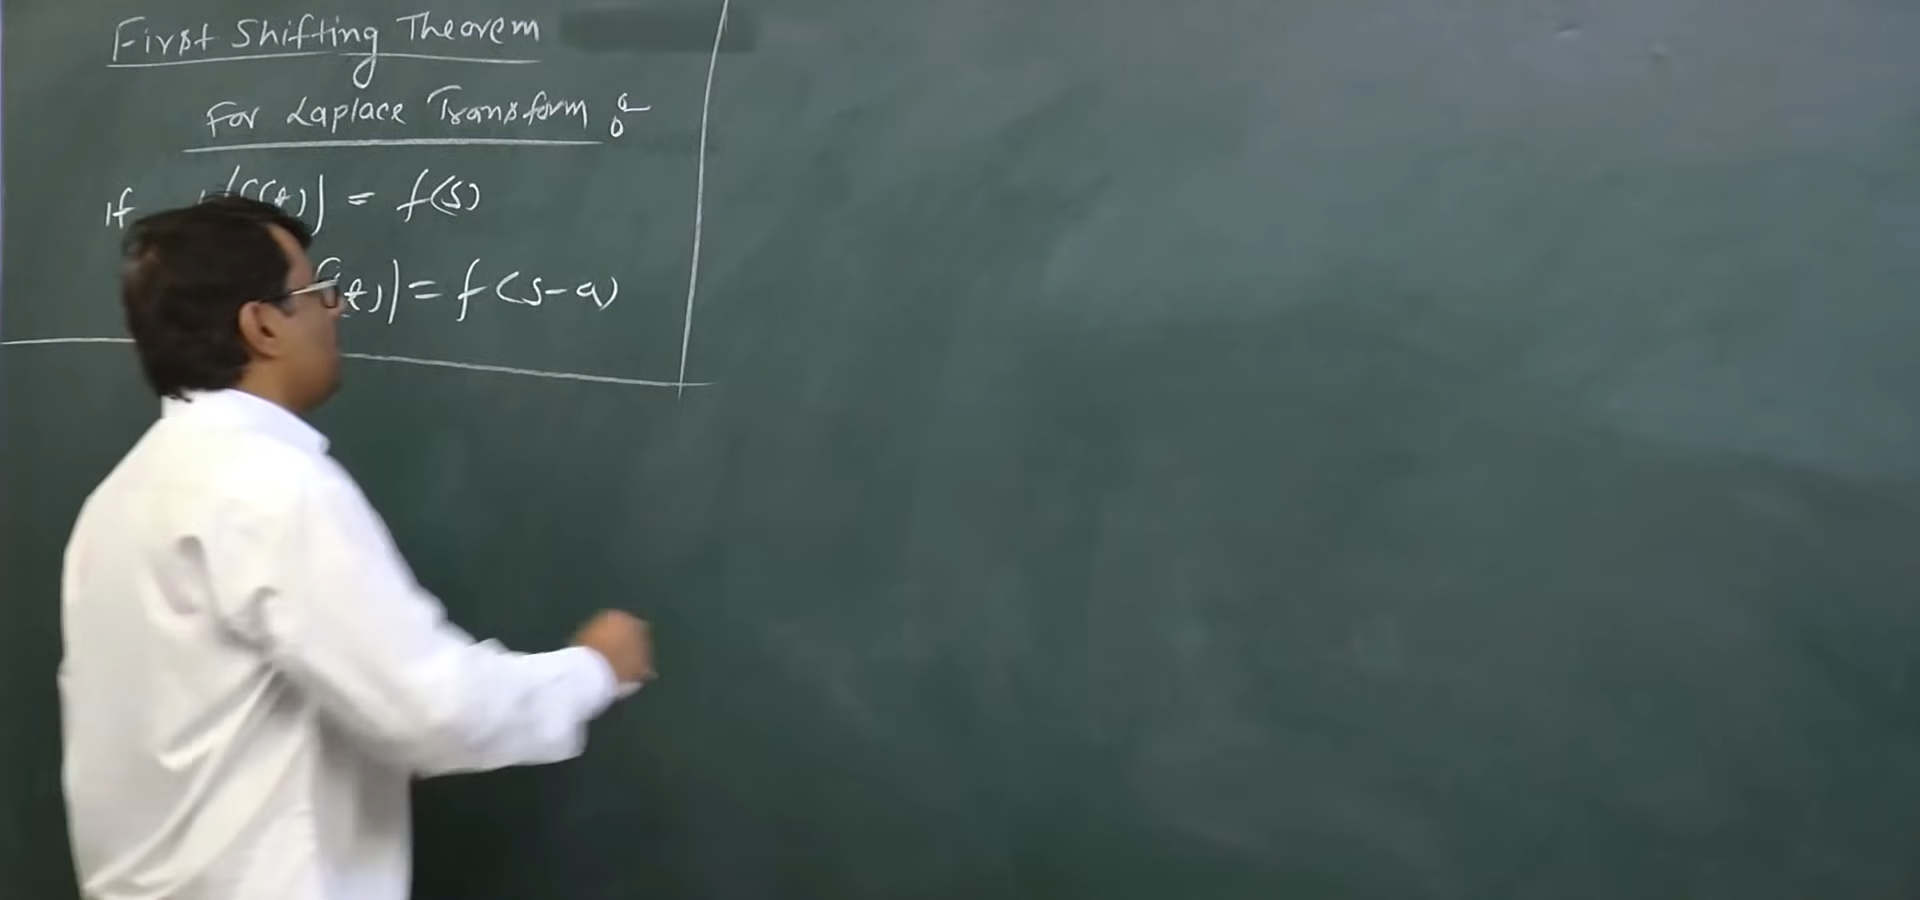 First Shifting Theorem
For Laplace Transform :-
If (t)} = f(s)
(t)} = f(s-a)